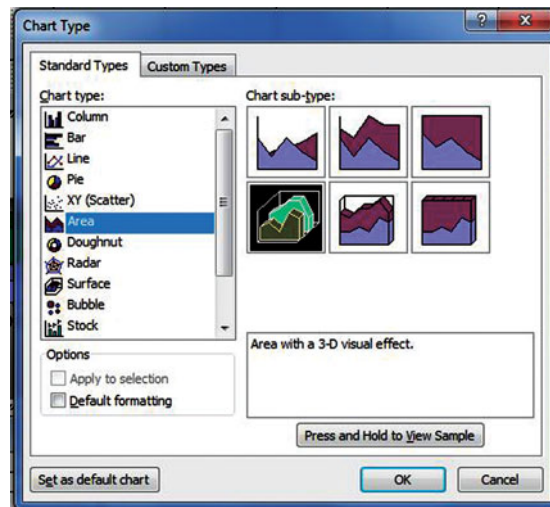 Chart Type
Standard Types
Custom Types
Chart type:
Chart sub-type:
Column
Bar
Line
Pie
XY (Scatter)
Area
Doughnut
Radar
Surface
Bubble
Stock
Area with a 3-D visual effect.
Options
Apply to selection
Default formatting
Press and Hold to View Sample
Set as default chart
OK
Cancel